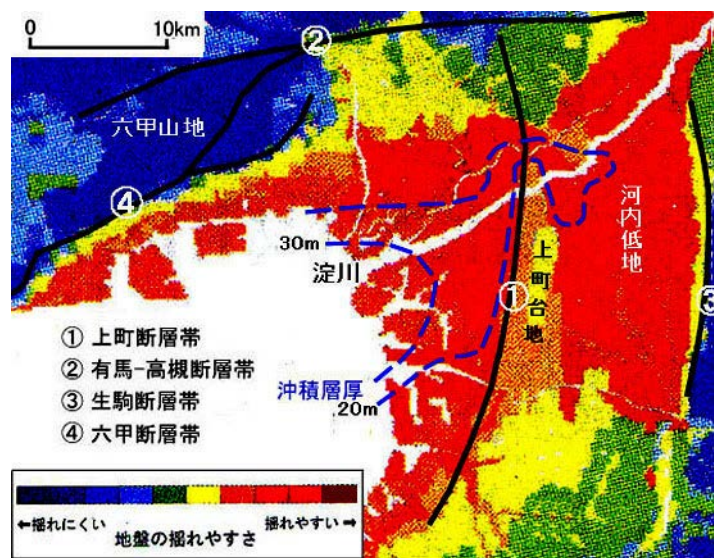 0 10km
②
六甲山地
④
河内低地
30m
淀川
上町台地
①
③
① 上町断層帯
② 有馬-高槻断層帯
③ 生駒断層帯
④ 六甲断層帯
沖積層厚
20m
←揺れにくい 揺れやすい→
地盤の揺れやすさ